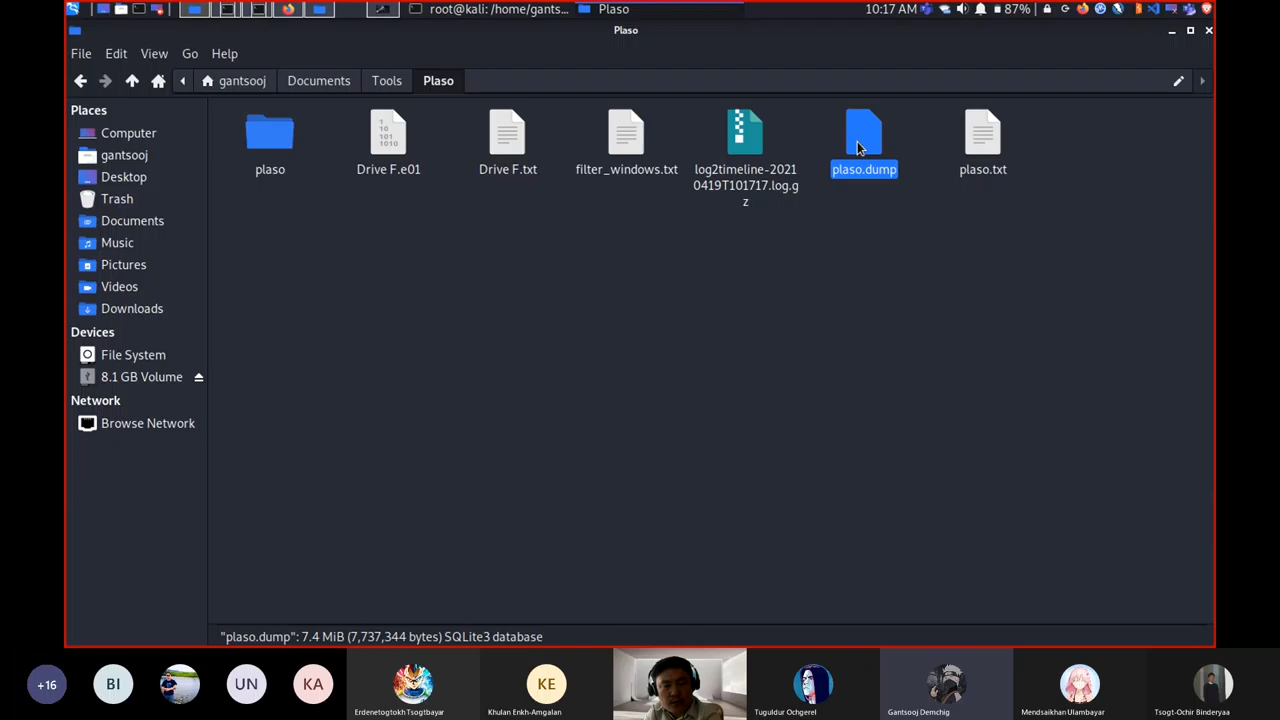 root@kali: /home/gants...
Plaso
10:17 AM
87%
Plaso
File Edit View Go Help
gantsooj Documents Tools Plaso
Places
Computer
gantsooj
Desktop
Trash
Documents
Music
Pictures
Videos
Downloads
Devices
File System
8.1 GB Volume
Network
Browse Network
1
10
101
1010
plaso
Drive F.e01
Drive F.txt
filter_windows.txt
log2timeline-2021
0419T101717.log.g
z
plaso.dump
plaso.txt
"plaso.dump": 7.4 MiB (7,737,344 bytes) SQLite3 database
+16
BI
UN
KA
Erdenetogtokh Tsogtbayar
KE
Khulan Enkh-Amgalan
Tuguldur Ochgerel
Gantsooj Demchig
Mendsaikhan Ulambayar
Tsogt-Ochir Binderyaa